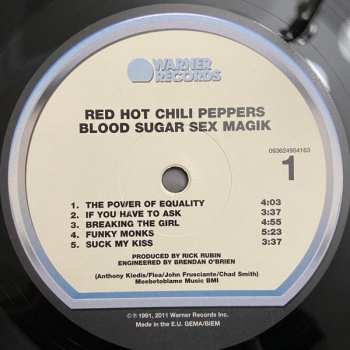 WARNER
RECORDS
RED HOT CHILI PEPPERS
BLOOD SUGAR SEX MAGIK
093624954163
1
1. THE POWER OF EQUALITY 4:03
2. IF YOU HAVE TO ASK 3:37
3. BREAKING THE GIRL 4:55
4. FUNKY MONKS 5:23
5. SUCK MY KISS 3:37
PRODUCED BY RICK RUBIN
ENGINEERED BY BRENDAN O'BRIEN
(Anthony Kiedis/Flea/John Frusciante/Chad Smith)
Moebetoblame Music BMI
℗ © 1991, 2011 Warner Records Inc.
Made in the E.U. GEMA/BIEM